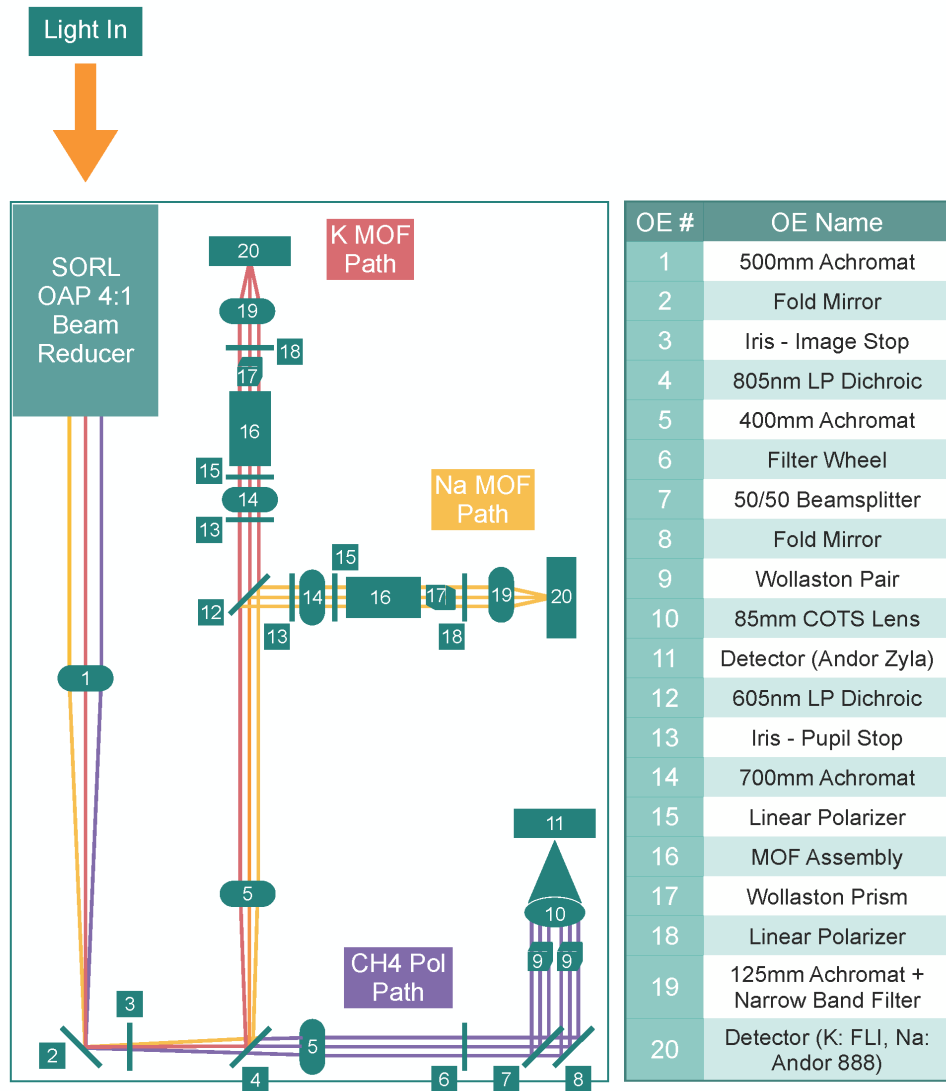 Light In
SORL
OAP 4:1
Beam
Reducer
K MOF
Path
20
19
18
17
16
15
14
13
Na MOF
Path
15
12
14
16
17
19
20
13
18
1
5
11
10
9 9
CH4 Pol
Path
3
2
5
4
6
7
8
OE # OE Name
1 500mm Achromat
2 Fold Mirror
3 Iris - Image Stop
4 805nm LP Dichroic
5 400mm Achromat
6 Filter Wheel
7 50/50 Beamsplitter
8 Fold Mirror
9 Wollaston Pair
10 85mm COTS Lens
11 Detector (Andor Zyla)
12 605nm LP Dichroic
13 Iris - Pupil Stop
14 700mm Achromat
15 Linear Polarizer
16 MOF Assembly
17 Wollaston Prism
18 Linear Polarizer
19 125mm Achromat +
Narrow Band Filter
20 Detector (K: FLI, Na:
Andor 888)